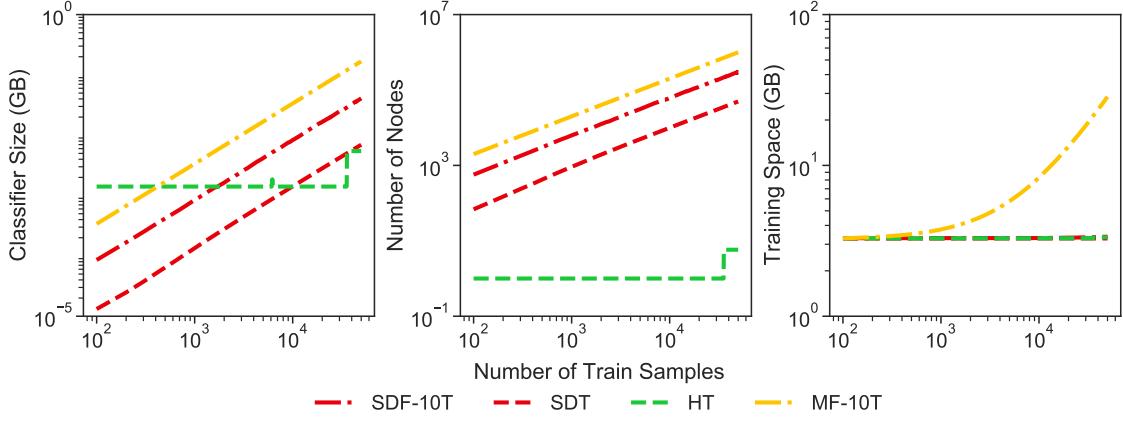 10^0
10^-5
Classifier Size (GB)
10^2 10^3 10^4
10^7
10^3
10^-1
Number of Nodes
10^2 10^3 10^4
10^2
10^1
10^0
Training Space (GB)
10^2 10^3 10^4
Number of Train Samples
SDF-10T SDT HT MF-10T